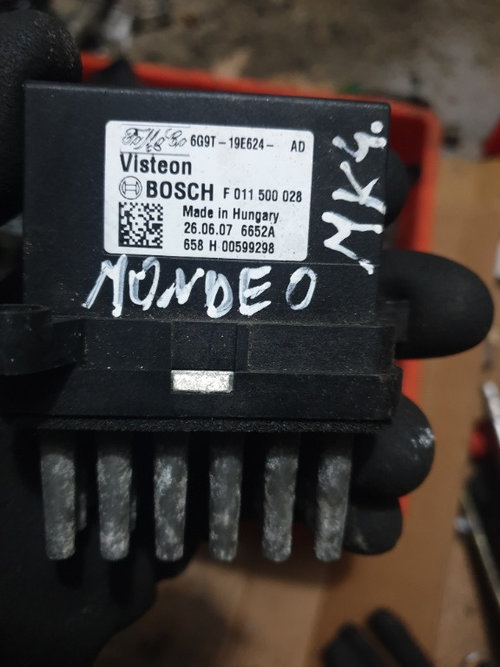 6G9T-19E624- AD
Visteon
BOSCH F 011 500 028
Made in Hungary
26.06.07 6652A
658 H 00599298
MK4.
MONDEO